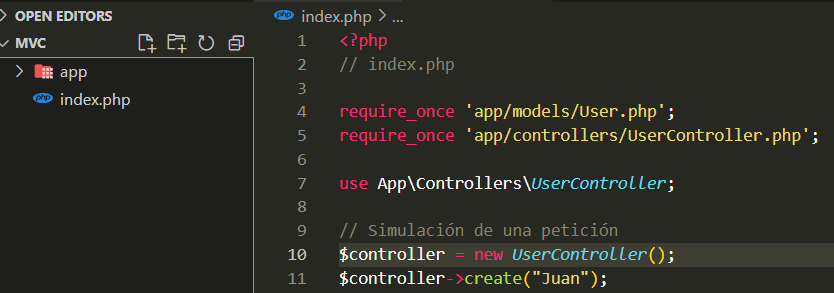 OPEN EDITORS
MVC
app
index.php
index.php > ...
1 <?php
2 // index.php
3
4 require_once 'app/models/User.php';
5 require_once 'app/controllers/UserController.php';
6
7 use App\Controllers\UserController;
8
9 // Simulación de una petición
10 $controller = new UserController();
11 $controller->create("Juan");